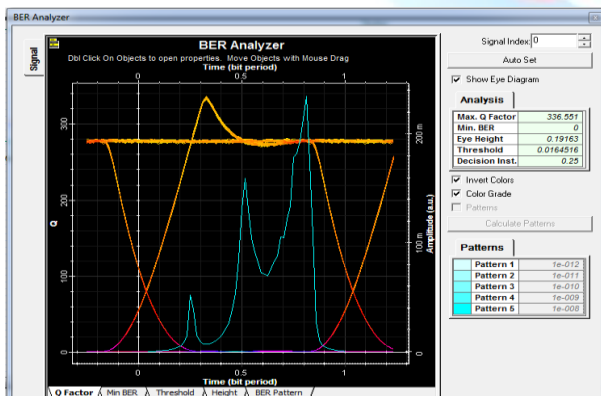 BER Analyzer
Signal
BER Analyzer
Dbl Click On Objects to open properties. Move Objects with Mouse Drag
Time (bit period)
0 0.5 1
Q
300
200
100
0
Amplitude (a.u.)
200 m
100 m
0
0 0.5 1
Time (bit period)
Q Factor Min BER Threshold Height BER Pattern
Signal Index: 0
Auto Set
Show Eye Diagram
Analysis
Max. Q Factor 336.551
Min. BER 0
Eye Height 0.19163
Threshold 0.0164516
Decision Inst. 0.25
Invert Colors
Color Grade
Patterns
Calculate Patterns
Patterns
Pattern 1 1e-012
Pattern 2 1e-011
Pattern 3 1e-010
Pattern 4 1e-009
Pattern 5 1e-008